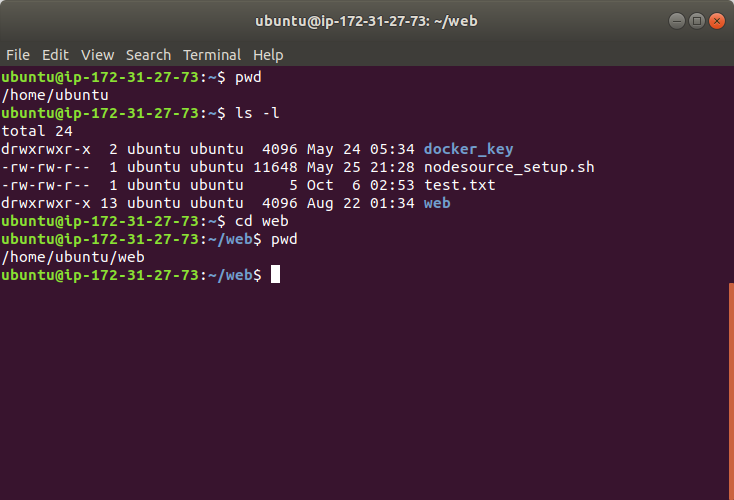 ubuntu@ip-172-31-27-73: ~/web
File Edit View Search Terminal Help
ubuntu@ip-172-31-27-73:~$ pwd
/home/ubuntu
ubuntu@ip-172-31-27-73:~$ ls -l
total 24
drwxrwxr-x  2 ubuntu ubuntu  4096 May 24 05:34 docker_key
-rw-rw-r--  1 ubuntu ubuntu 11648 May 25 21:28 nodesource_setup.sh
-rw-rw-r--  1 ubuntu ubuntu     5 Oct  6 02:53 test.txt
drwxrwxr-x 13 ubuntu ubuntu  4096 Aug 22 01:34 web
ubuntu@ip-172-31-27-73:~$ cd web
ubuntu@ip-172-31-27-73:~/web$ pwd
/home/ubuntu/web
ubuntu@ip-172-31-27-73:~/web$